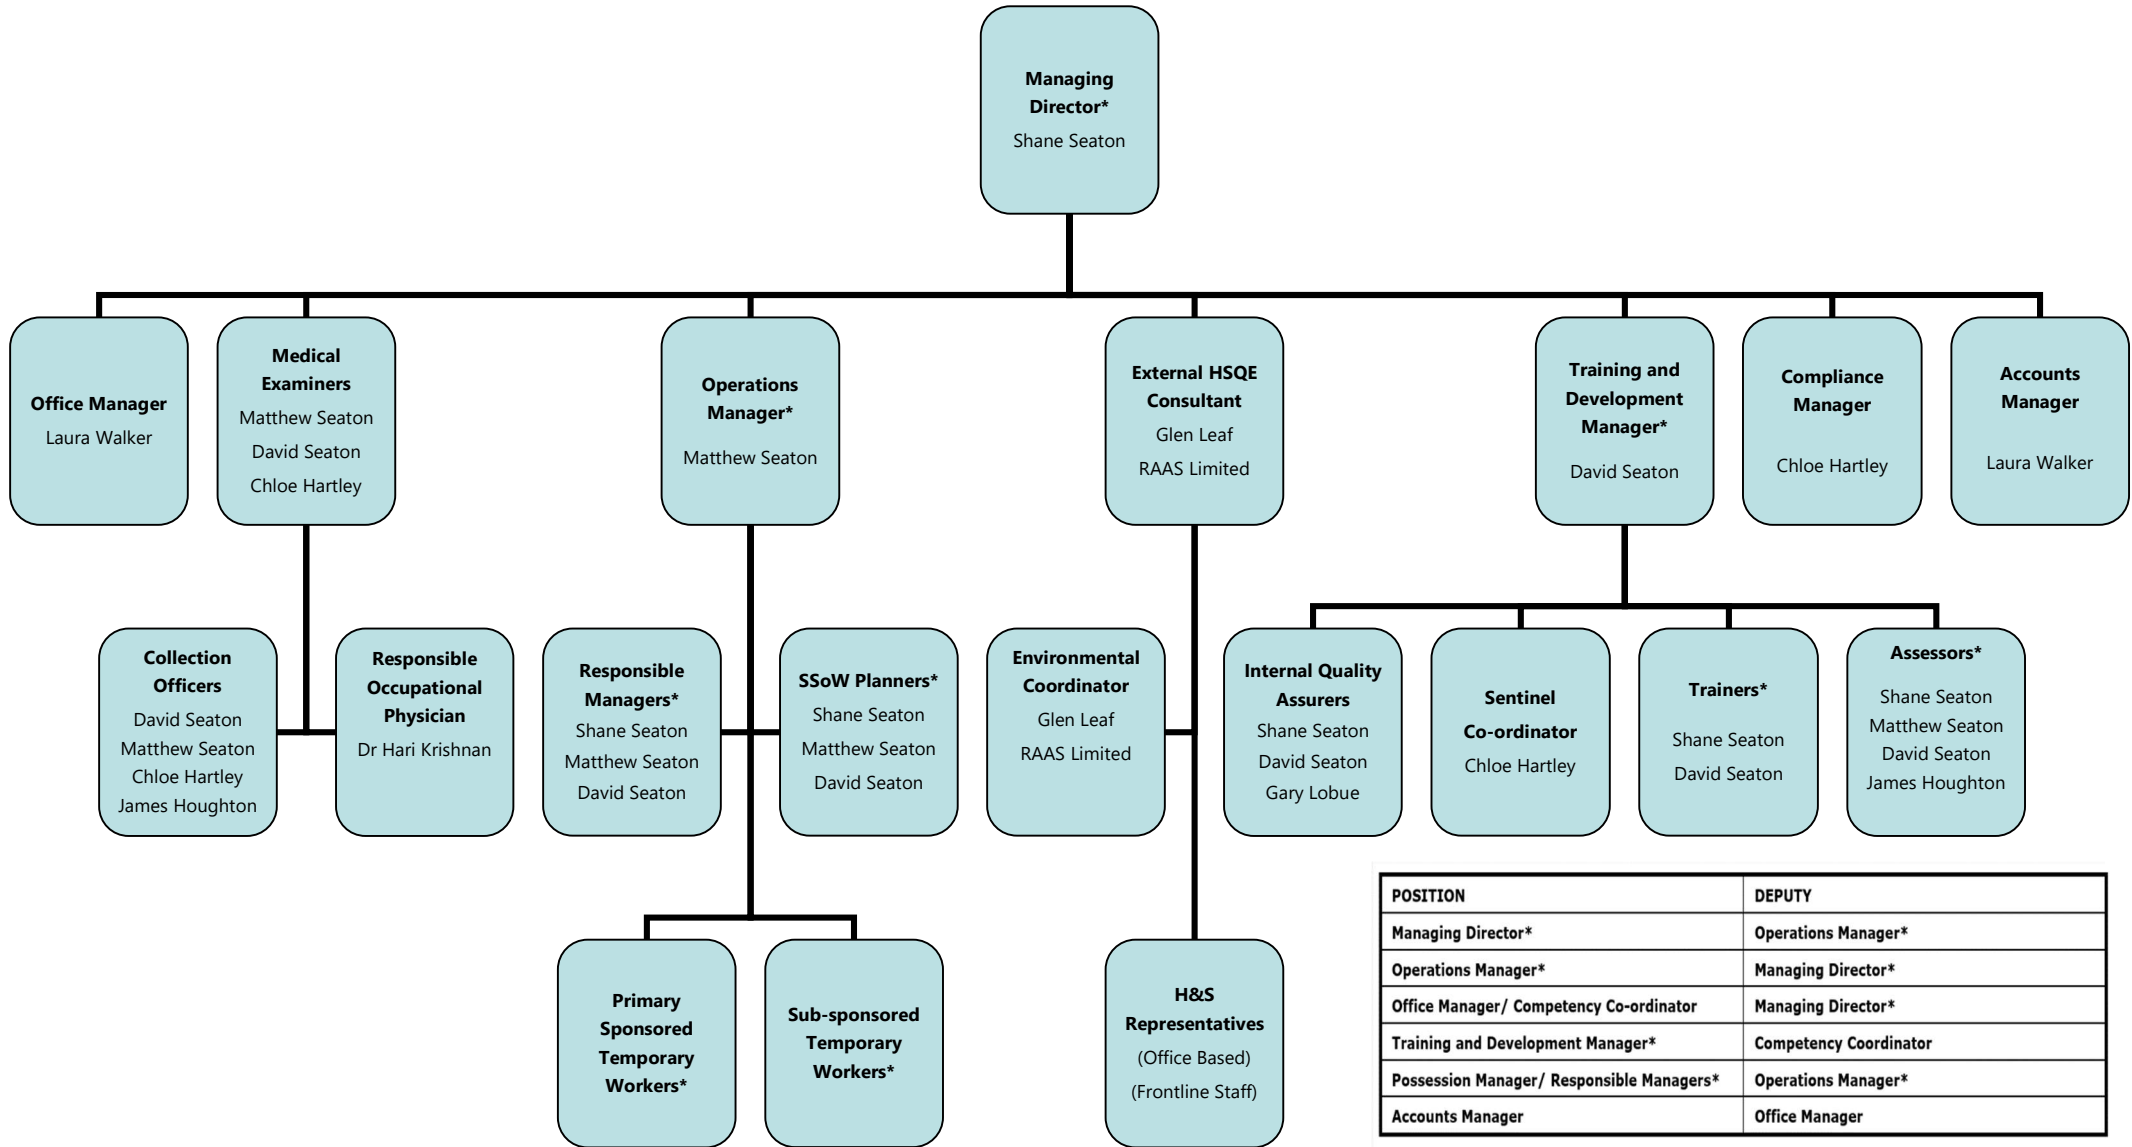 Managing
Director*
Shane Seaton
Office Manager
Laura Walker
Medical
Examiners
Matthew Seaton
David Seaton
Chloe Hartley
Operations
Manager*
Matthew Seaton
External HSQE
Consultant
Glen Leaf
RAAS Limited
Training and
Development
Manager*
David Seaton
Compliance
Manager
Chloe Hartley
Accounts
Manager
Laura Walker
Collection
Officers
David Seaton
Matthew Seaton
Chloe Hartley
James Houghton
Responsible
Occupational
Physician
Dr Hari Krishnan
Responsible
Managers*
Shane Seaton
Matthew Seaton
David Seaton
SSoW Planners*
Shane Seaton
Matthew Seaton
David Seaton
Environmental
Coordinator
Glen Leaf
RAAS Limited
Internal Quality
Assurers
Shane Seaton
David Seaton
Gary Lobue
Sentinel
Co-ordinator
Chloe Hartley
Trainers*
Shane Seaton
David Seaton
Assessors*
Shane Seaton
Matthew Seaton
David Seaton
James Houghton
Primary
Sponsored
Temporary
Workers*
Sub-sponsored
Temporary
Workers*
H&S
Representatives
(Office Based)
(Frontline Staff)
POSITION DEPUTY
Managing Director* Operations Manager*
Operations Manager* Managing Director*
Office Manager/ Competency Co-ordinator Managing Director*
Training and Development Manager* Competency Coordinator
Possession Manager/ Responsible Managers* Operations Manager*
Accounts Manager Office Manager